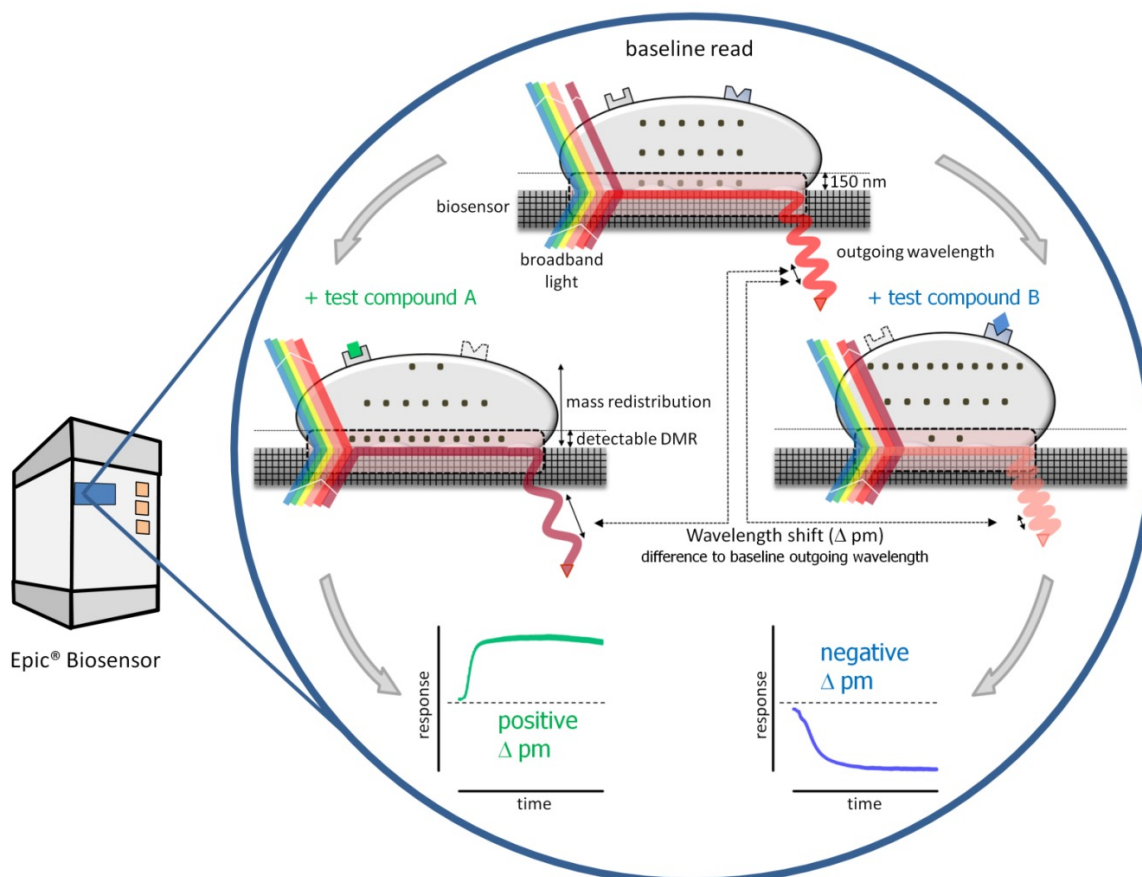 baseline read
150 nm
biosensor
broadband
light
outgoing wavelength
+ test compound A
+ test compound B
mass redistribution
detectable DMR
Wavelength shift (Δ pm)
difference to baseline outgoing wavelength
Epic® Biosensor
response
positive
Δ pm
time
response
negative
Δ pm
time